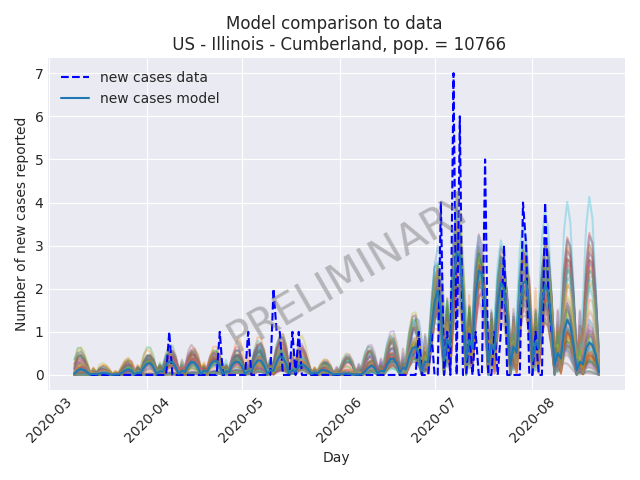 Model comparison to data
US - Illinois - Cumberland, pop. = 10766
new cases data
new cases model
PRELIMINARY
Number of new cases reported
7
6
5
4
3
2
1
0
2020-03
2020-04
2020-05
2020-06
2020-07
2020-08
Day